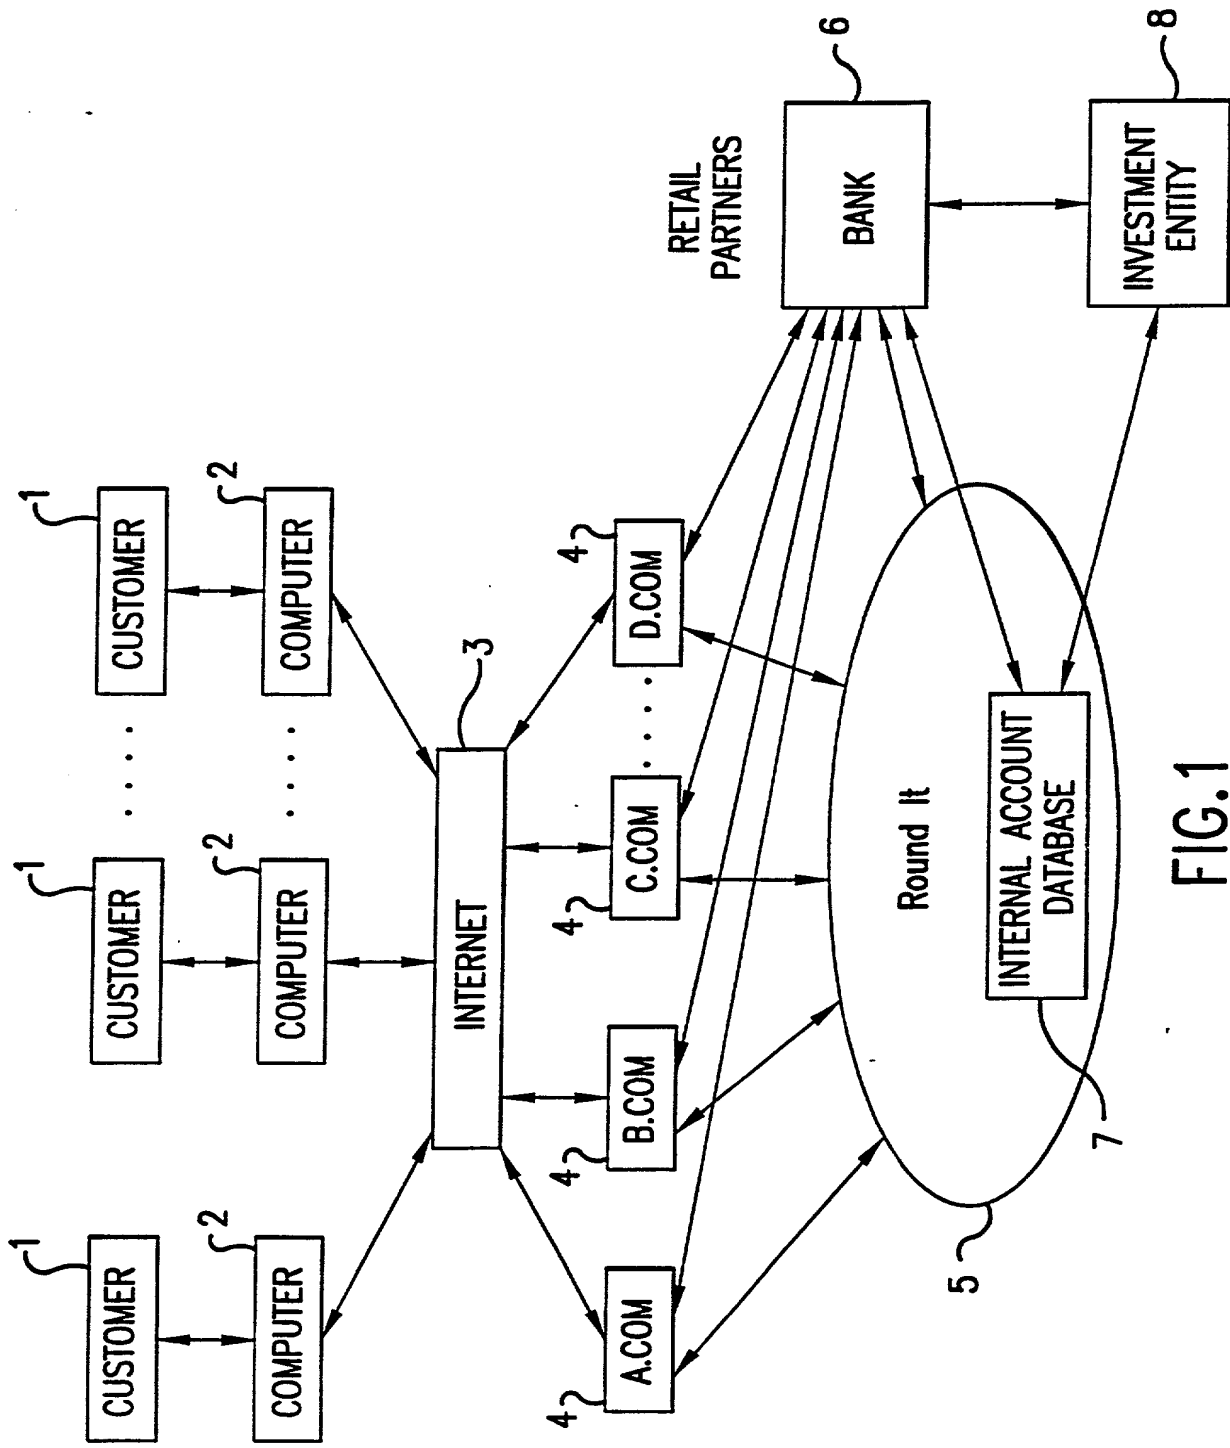 1
1
1
CUSTOMER
CUSTOMER
. . . .
CUSTOMER
2
2
2
COMPUTER
COMPUTER
. . . .
COMPUTER
3
INTERNET
4
4
4
4
A.COM
B.COM
C.COM
. . . .
D.COM
RETAIL
PARTNERS
6
BANK
5
Round It
7
INTERNAL ACCOUNT
DATABASE
8
INVESTMENT
ENTITY
FIG.1